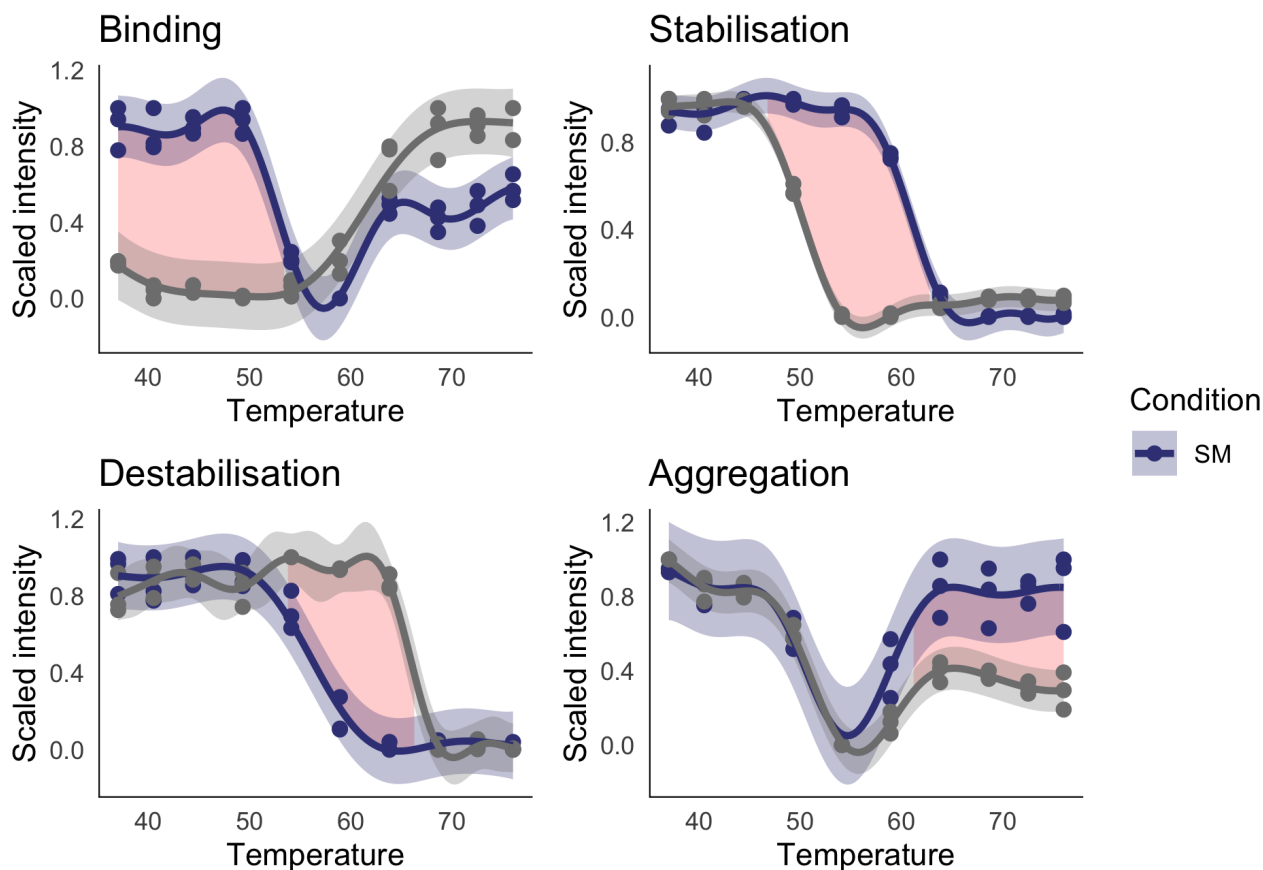 Binding
Scaled intensity
1.2
0.8
0.4
0.0
40 50 60 70
Temperature
Stabilisation
Scaled intensity
0.8
0.4
0.0
40 50 60 70
Temperature
Condition
SM
Destabilisation
Scaled intensity
1.2
0.8
0.4
0.0
40 50 60 70
Temperature
Aggregation
Scaled intensity
1.2
0.8
0.4
0.0
40 50 60 70
Temperature